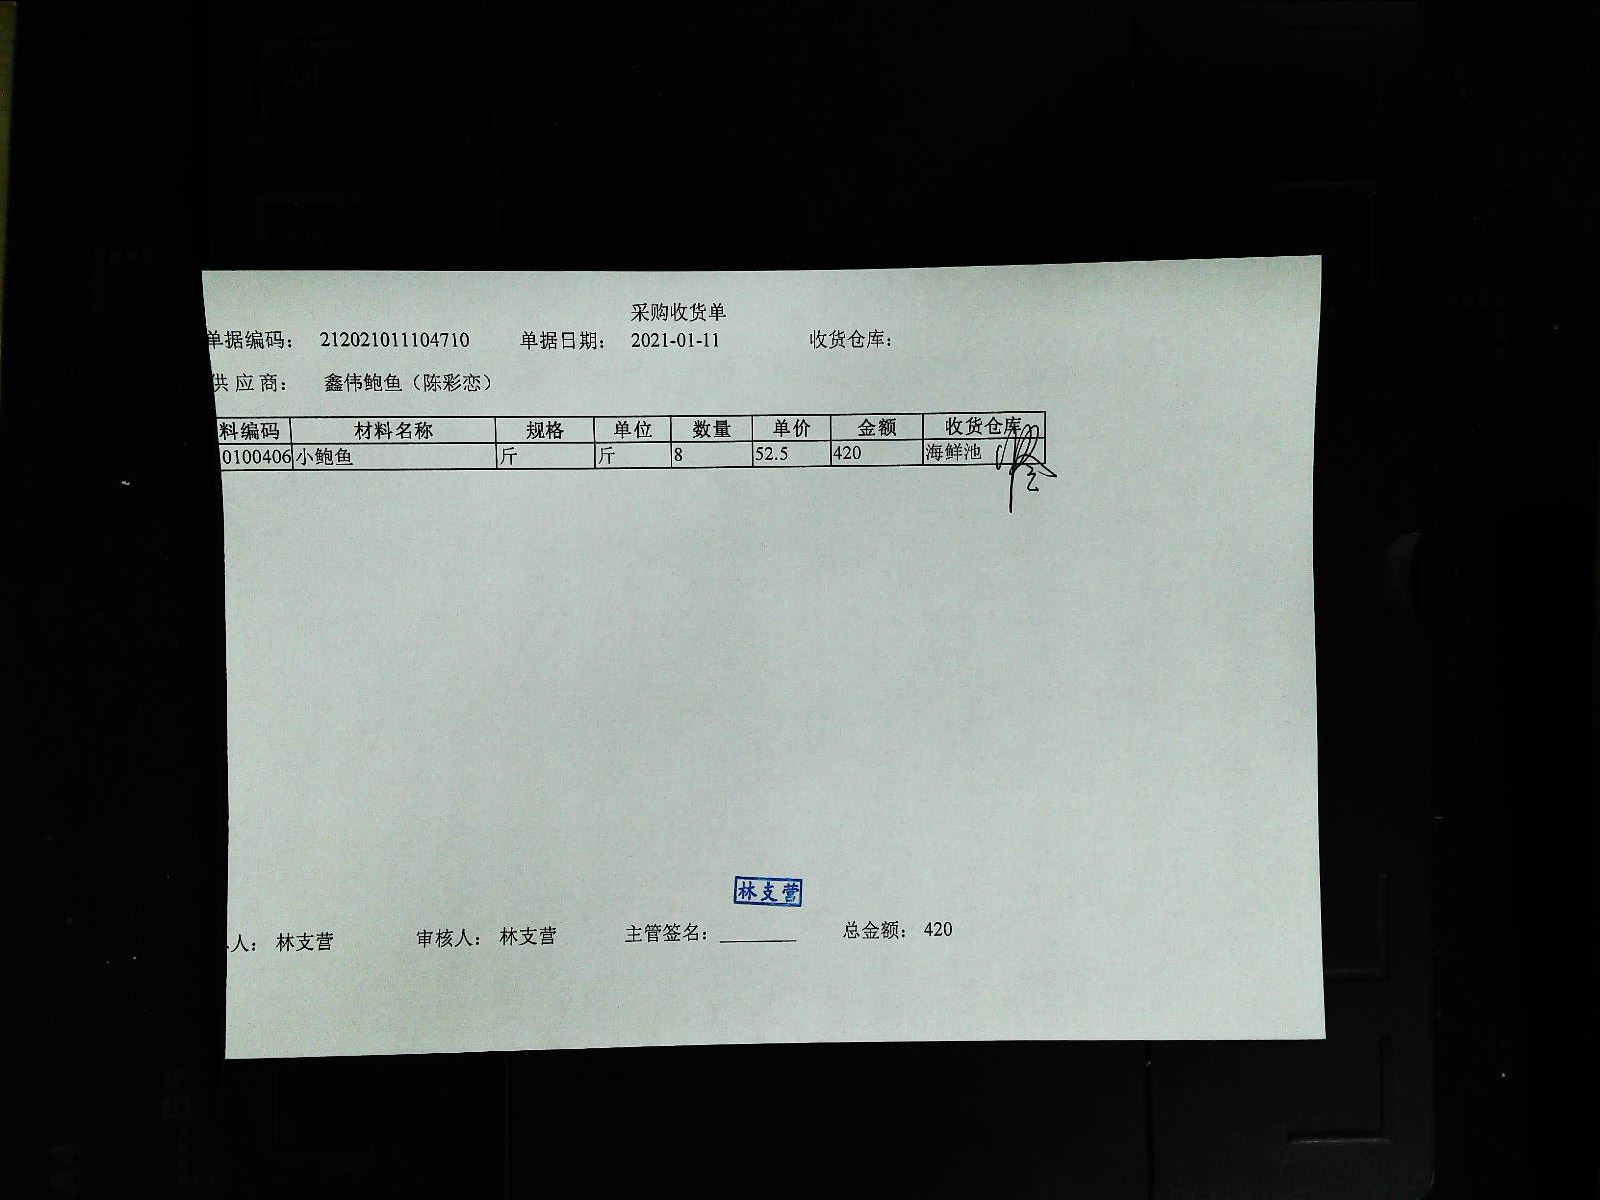 采购收货单
单据编码： 212021011104710 单据日期： 2021-01-11 收货仓库：
供应商： 鑫伟鲍鱼（陈彩恋）
料编码 材料名称 规格 单位 数量 单价 金额 收货仓库
0100406 小鲍鱼 斤 斤 8 52.5 420 海鲜池
林支营
人： 林支营 审核人： 林支营 主管签名：________ 总金额： 420